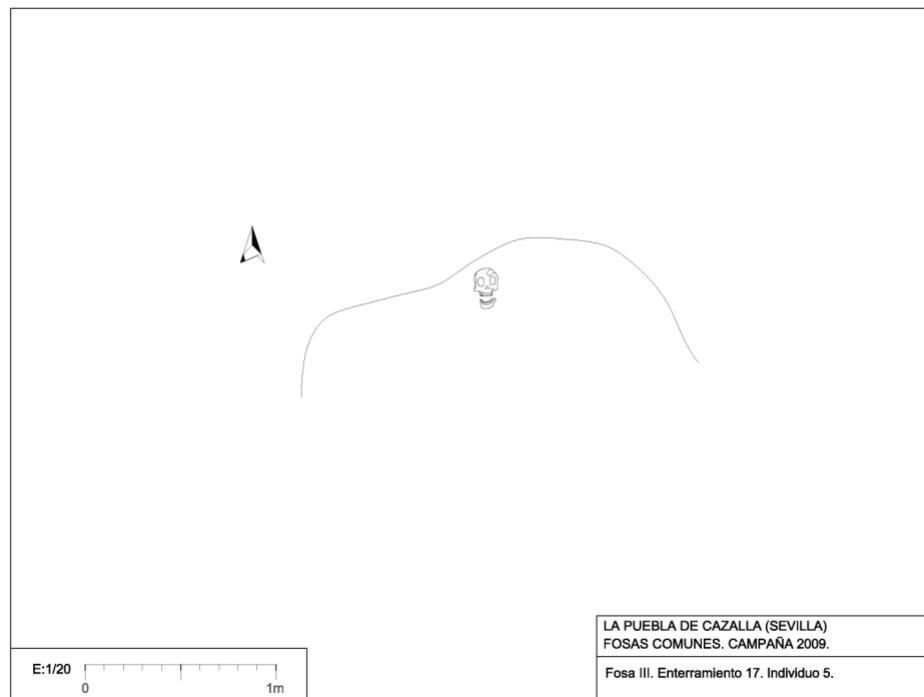 E:1/20
0 1m
LA PUEBLA DE CAZALLA (SEVILLA)
FOSAS COMUNES. CAMPAÑA 2009.
Fosa III. Enterramiento 17. Individuo 5.